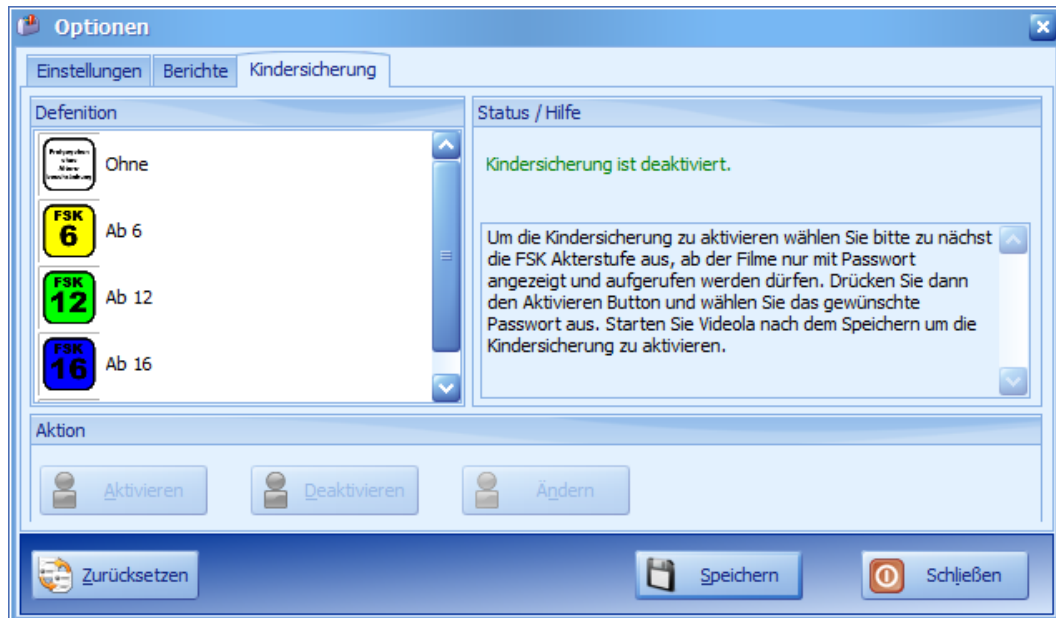 Optionen
Einstellungen Berichte Kindersicherung
Defenition
Ohne
FSK
6
Ab 6
FSK
12
Ab 12
FSK
16
Ab 16
Status / Hilfe
Kindersicherung ist deaktiviert.
Um die Kindersicherung zu aktivieren wählen Sie bitte zu nächst
die FSK Akterstufe aus, ab der Filme nur mit Passwort
angezeigt und aufgerufen werden dürfen. Drücken Sie dann
den Aktivieren Button und wählen Sie das gewünschte
Passwort aus. Starten Sie Videola nach dem Speichern um die
Kindersicherung zu aktivieren.
Aktion
Aktivieren Deaktivieren Ändern
Zurücksetzen Speichern Schließen